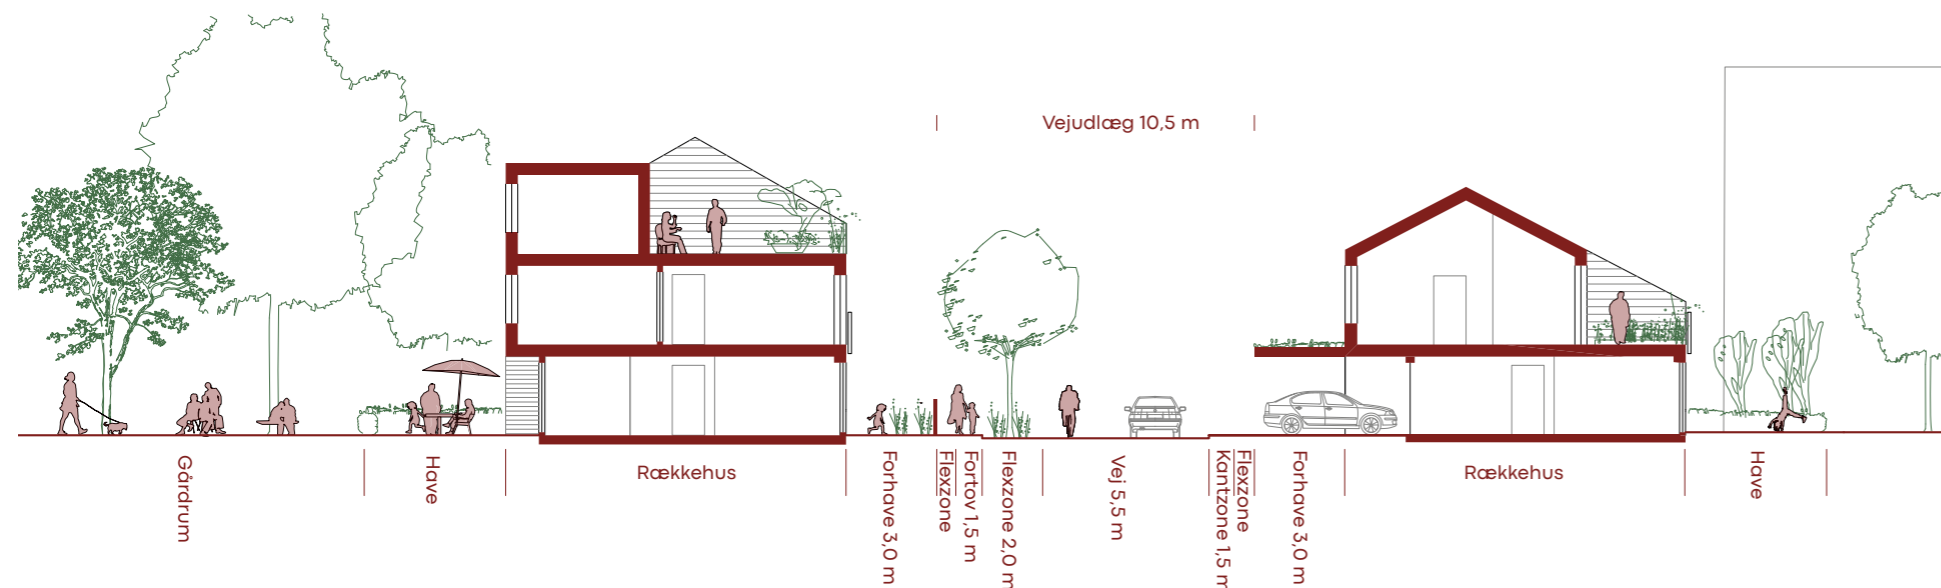 Vejudlæg 10,5 m
Gårdrum
Have
Rækkehus
Forhave 3,0 m
Flexzone
Fortov 1,5 m
Flexzone 2,0 m
Vej 5,5 m
Kantzone 1,5 m
Flexzone
Forhave 3,0 m
Rækkehus
Have